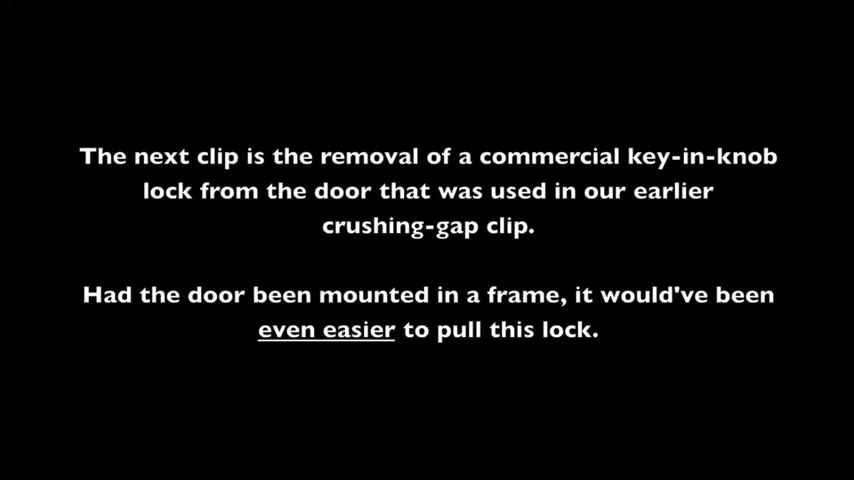 The next clip is the removal of a commercial key-in-knob
lock from the door that was used in our earlier
crushing-gap clip.
Had the door been mounted in a frame, it would've been
even easier to pull this lock.